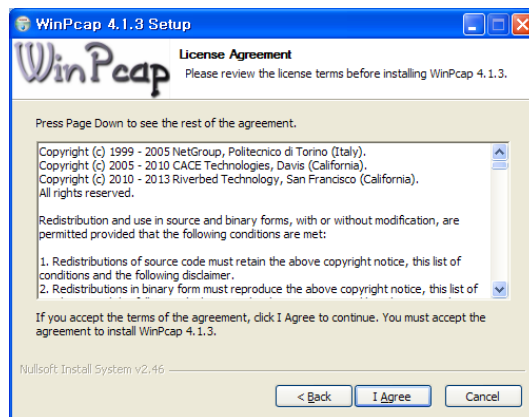 WinPcap 4.1.3 Setup
WinPcap
License Agreement
Please review the license terms before installing WinPcap 4.1.3.
Press Page Down to see the rest of the agreement.
Copyright (c) 1999 - 2005 NetGroup, Politecnico di Torino (Italy).
Copyright (c) 2005 - 2010 CACE Technologies, Davis (California).
Copyright (c) 2010 - 2013 Riverbed Technology, San Francisco (California).
All rights reserved.
Redistribution and use in source and binary forms, with or without modification, are
permitted provided that the following conditions are met:
1. Redistributions of source code must retain the above copyright notice, this list of
conditions and the following disclaimer.
2. Redistributions in binary form must reproduce the above copyright notice, this list of
If you accept the terms of the agreement, click I Agree to continue. You must accept the
agreement to install WinPcap 4.1.3.
Nullsoft Install System v2.46
< Back
I Agree
Cancel